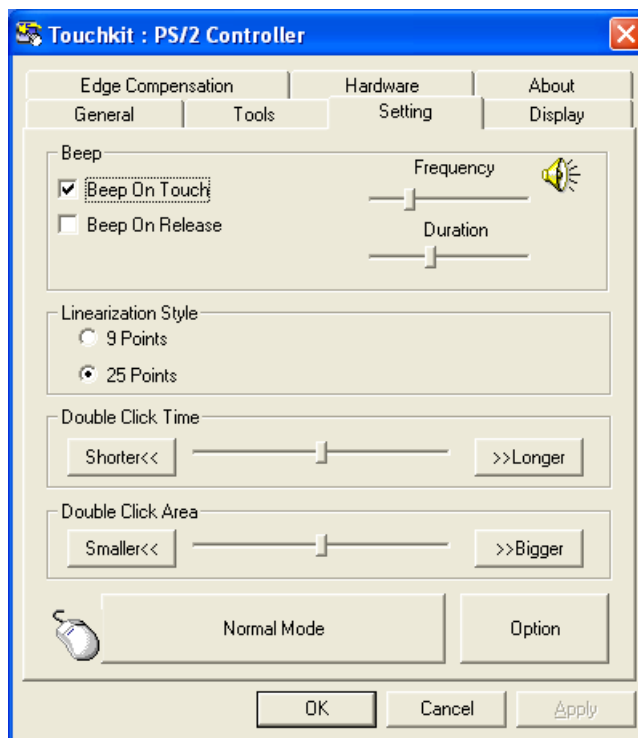 Touchkit : PS/2 Controller
Edge Compensation Hardware About
General Tools Setting Display
Beep
Beep On Touch
Frequency
Beep On Release
Duration
Linearization Style
9 Points
25 Points
Double Click Time
Shorter<< >>Longer
Double Click Area
Smaller<< >>Bigger
Normal Mode Option
OK Cancel Apply